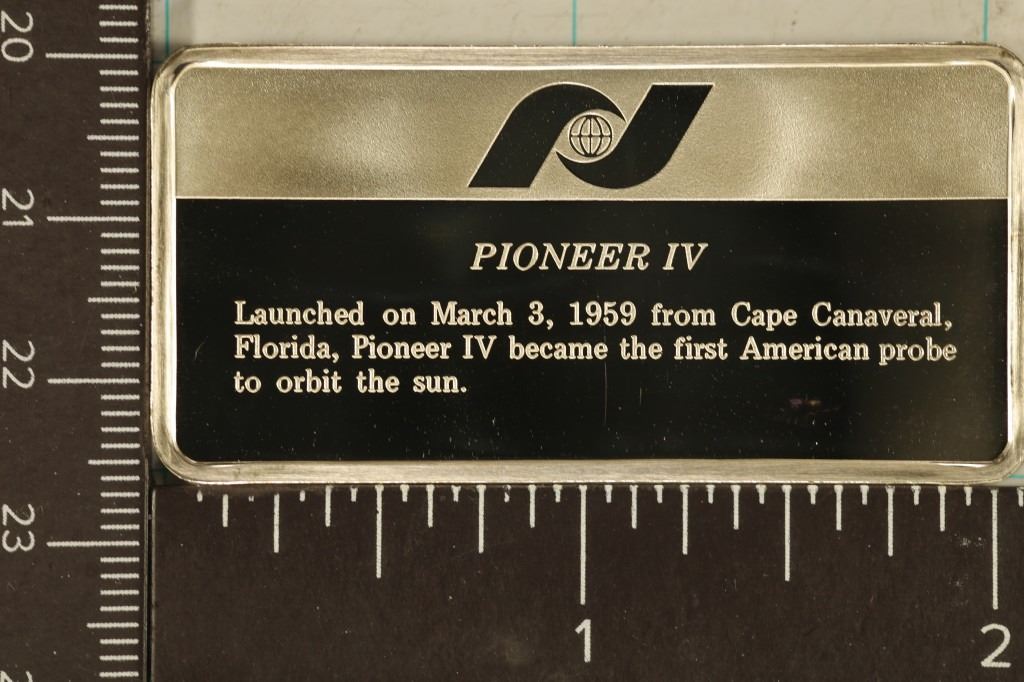 20
21
22
23
PIONEER IV
Launched on March 3, 1959 from Cape Canaveral,
Florida, Pioneer IV became the first American probe
to orbit the sun.
1
2